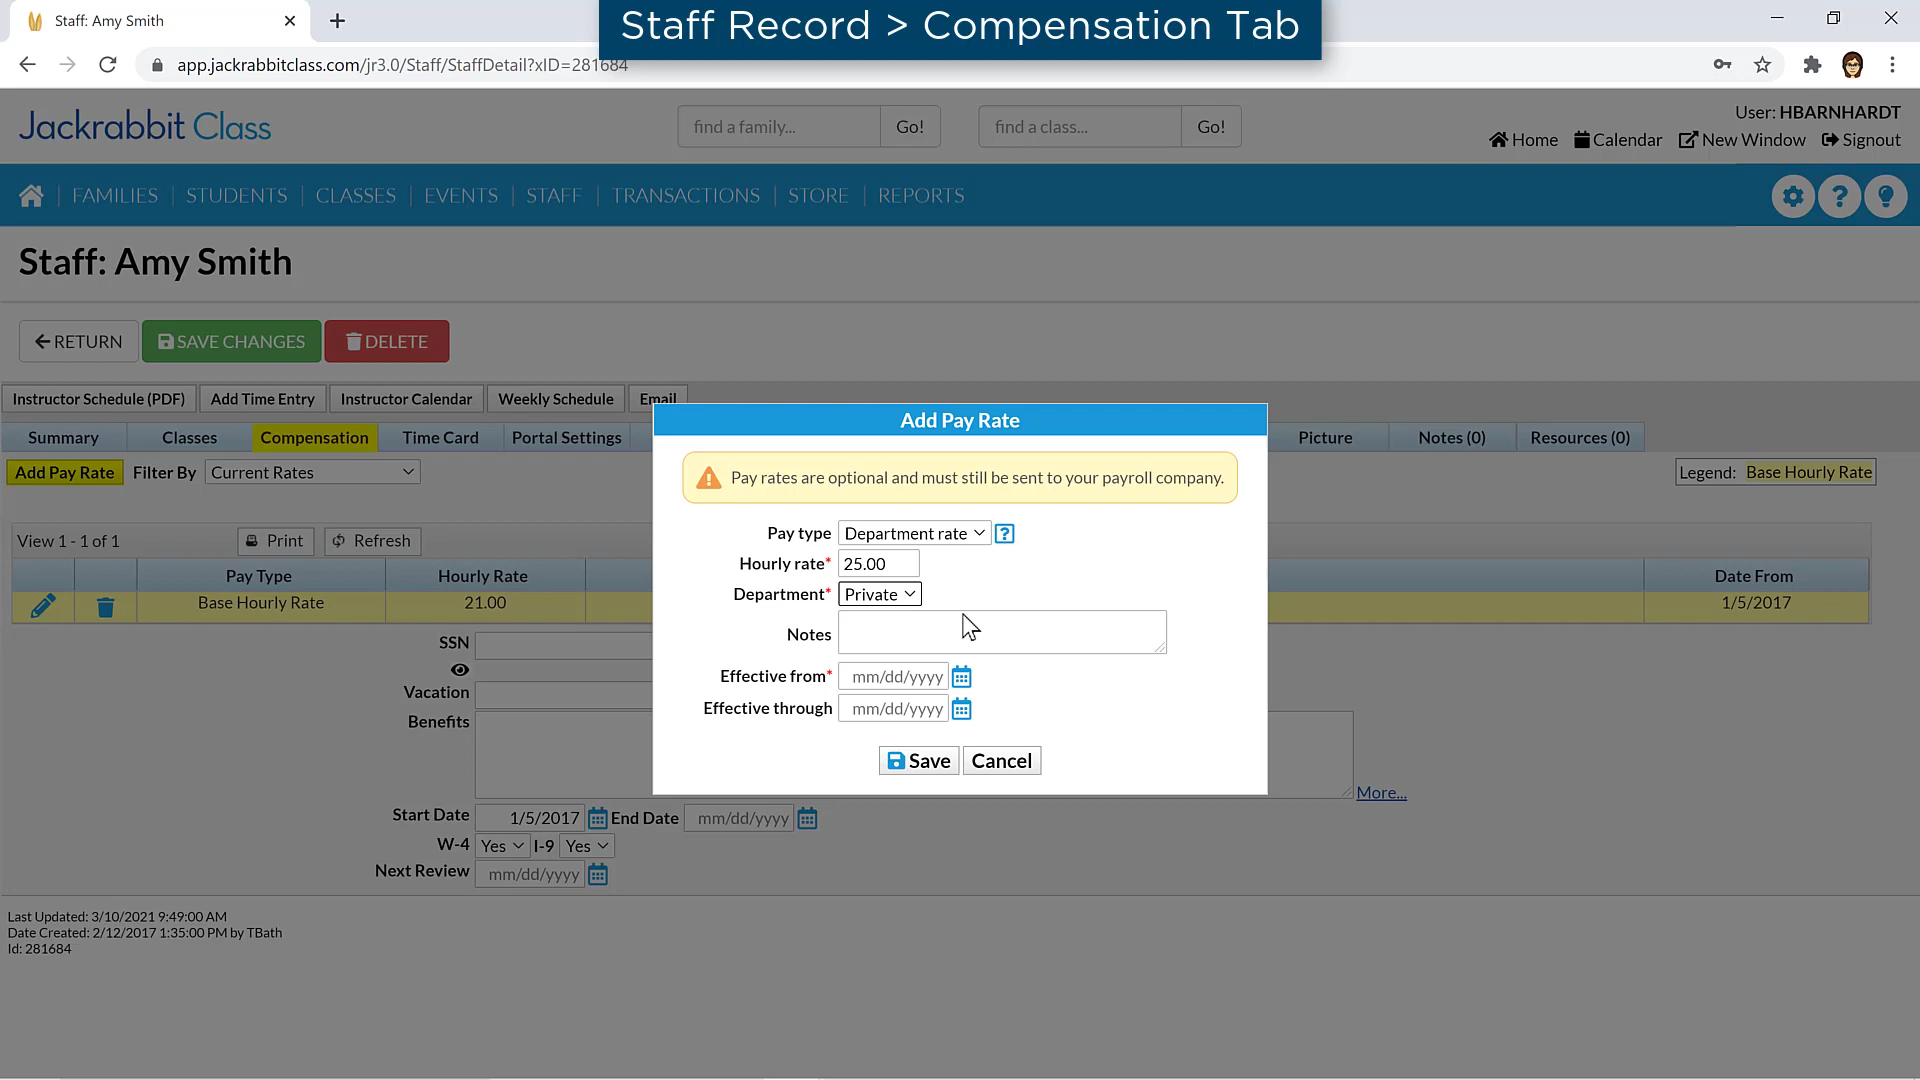 Staff: Amy Smith
Staff Record > Compensation Tab
app.jackrabbitclass.com/jr3.0/Staff/StaffDetail?xID=281684
Jackrabbit Class
find a family... Go! find a class... Go!
User: HBARNHARDT
Home Calendar New Window Signout
FAMILIES | STUDENTS | CLASSES | EVENTS | STAFF | TRANSACTIONS | STORE | REPORTS
Staff: Amy Smith
RETURN SAVE CHANGES DELETE
Instructor Schedule (PDF) Add Time Entry Instructor Calendar Weekly Schedule Email
Summary Classes Compensation Time Card Portal Settings Picture Notes (0) Resources (0)
Add Pay Rate Filter By Current Rates Legend: Base Hourly Rate
View 1 - 1 of 1 Print Refresh
Pay Type Hourly Rate Date From
Base Hourly Rate 21.00 1/5/2017
SSN
Vacation
Benefits
More...
Start Date 1/5/2017 End Date mm/dd/yyyy
W-4 Yes I-9 Yes
Next Review mm/dd/yyyy
Add Pay Rate
Pay rates are optional and must still be sent to your payroll company.
Pay type Department rate ?
Hourly rate* 25.00
Department* Private
Notes
Effective from* mm/dd/yyyy
Effective through mm/dd/yyyy
Save Cancel
Last Updated: 3/10/2021 9:49:00 AM
Date Created: 2/12/2017 1:35:00 PM by TBath
Id: 281684